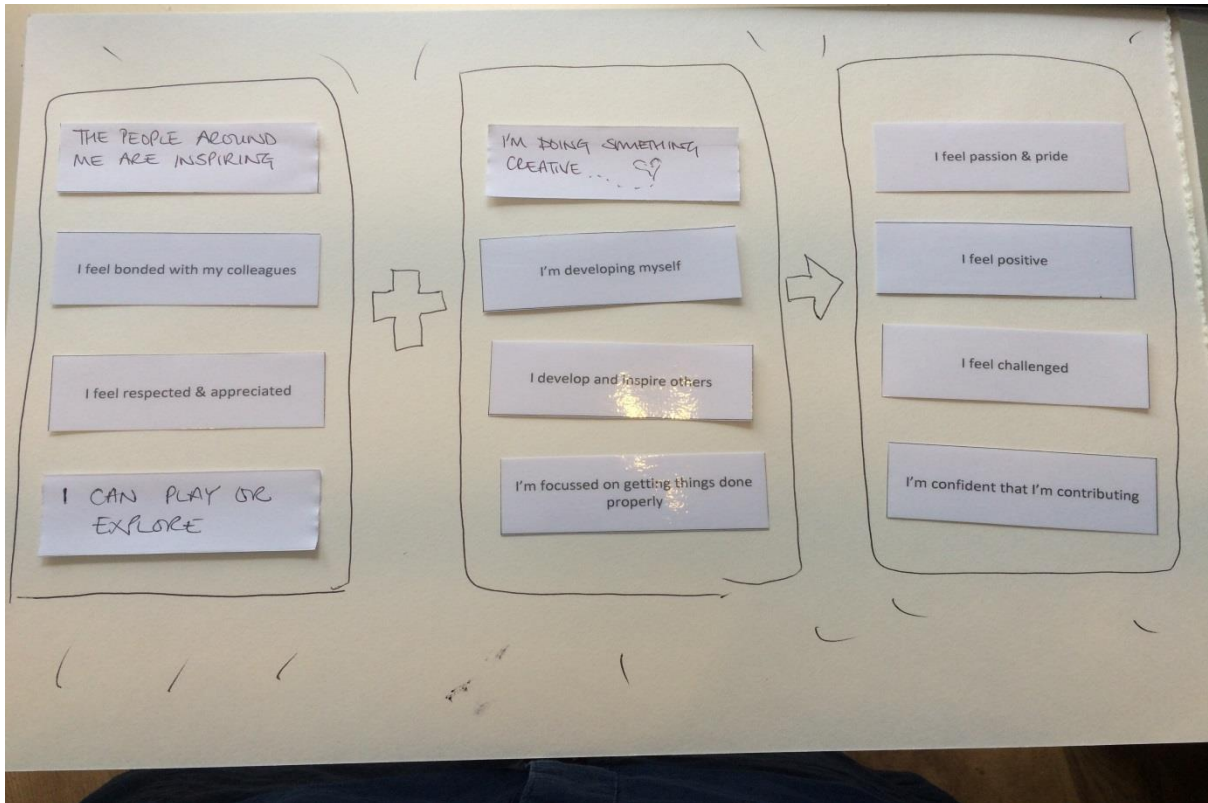 THE PEOPLE AROUND
ME ARE INSPIRING
I feel bonded with my colleagues
I feel respected & appreciated
I CAN PLAY OR
EXPLORE
I'M DOING SOMETHING
CREATIVE......
I'm developing myself
I develop and inspire others
I'm focussed on getting things done
properly
I feel passion & pride
I feel positive
I feel challenged
I'm confident that I'm contributing